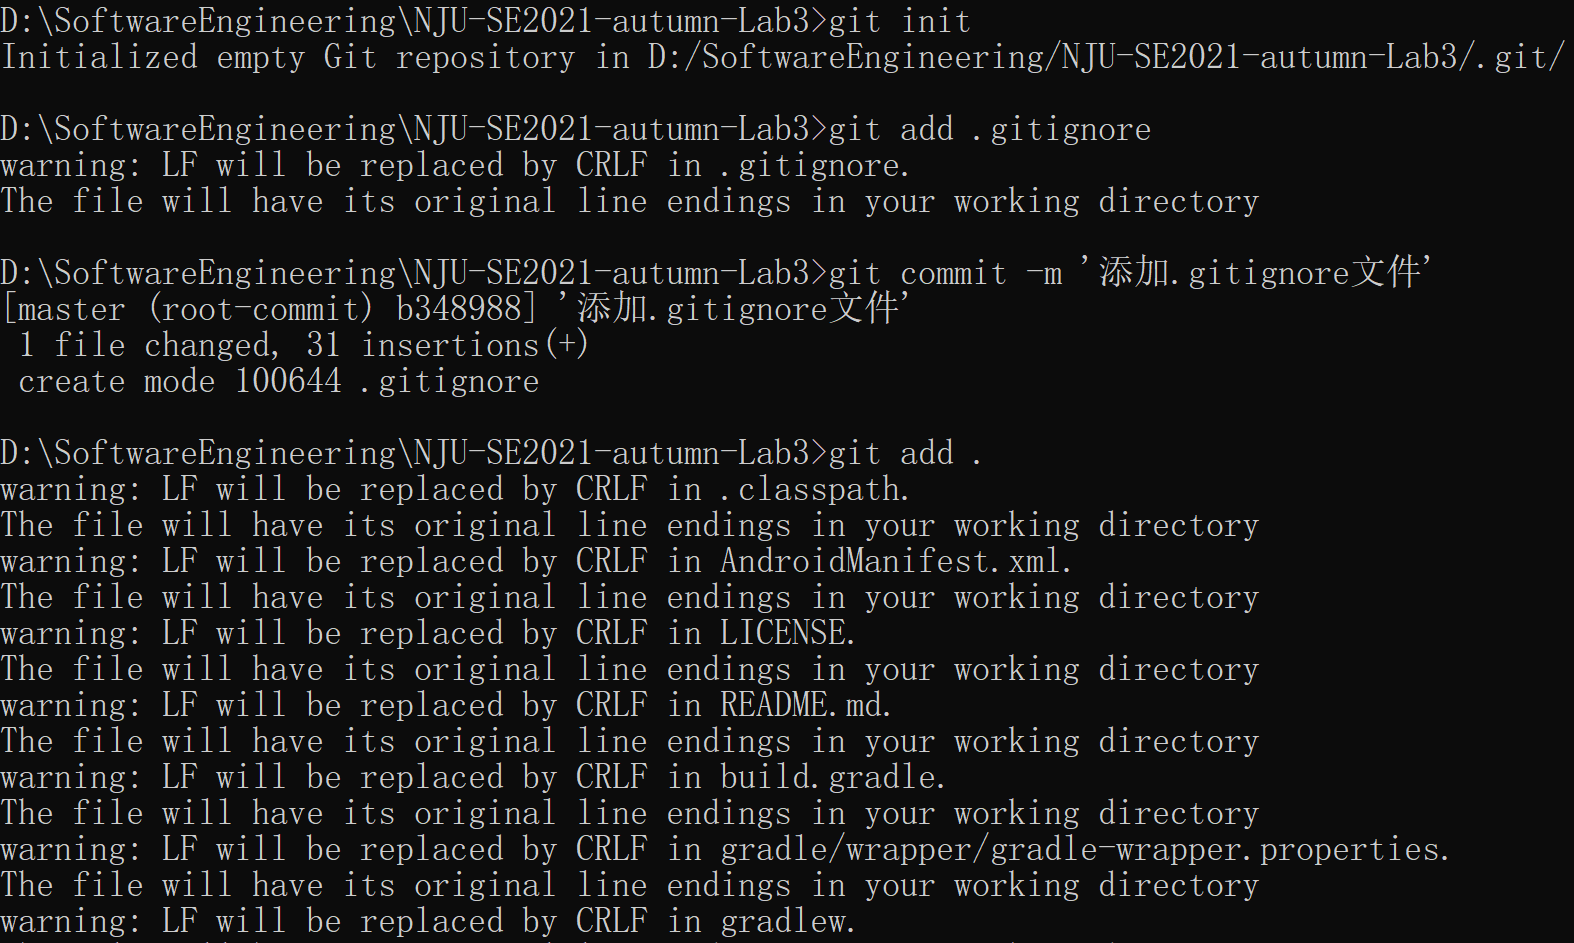 D:\SoftwareEngineering\NJU-SE2021-autumn-Lab3>git init
Initialized empty Git repository in D:/SoftwareEngineering/NJU-SE2021-autumn-Lab3/.git/
D:\SoftwareEngineering\NJU-SE2021-autumn-Lab3>git add .gitignore
warning: LF will be replaced by CRLF in .gitignore.
The file will have its original line endings in your working directory
D:\SoftwareEngineering\NJU-SE2021-autumn-Lab3>git commit -m '添加.gitignore文件'
[master (root-commit) b348988] '添加.gitignore文件'
 1 file changed, 31 insertions(+)
 create mode 100644 .gitignore
D:\SoftwareEngineering\NJU-SE2021-autumn-Lab3>git add .
warning: LF will be replaced by CRLF in .classpath.
The file will have its original line endings in your working directory
warning: LF will be replaced by CRLF in AndroidManifest.xml.
The file will have its original line endings in your working directory
warning: LF will be replaced by CRLF in LICENSE.
The file will have its original line endings in your working directory
warning: LF will be replaced by CRLF in README.md.
The file will have its original line endings in your working directory
warning: LF will be replaced by CRLF in build.gradle.
The file will have its original line endings in your working directory
warning: LF will be replaced by CRLF in gradle/wrapper/gradle-wrapper.properties.
The file will have its original line endings in your working directory
warning: LF will be replaced by CRLF in gradlew.